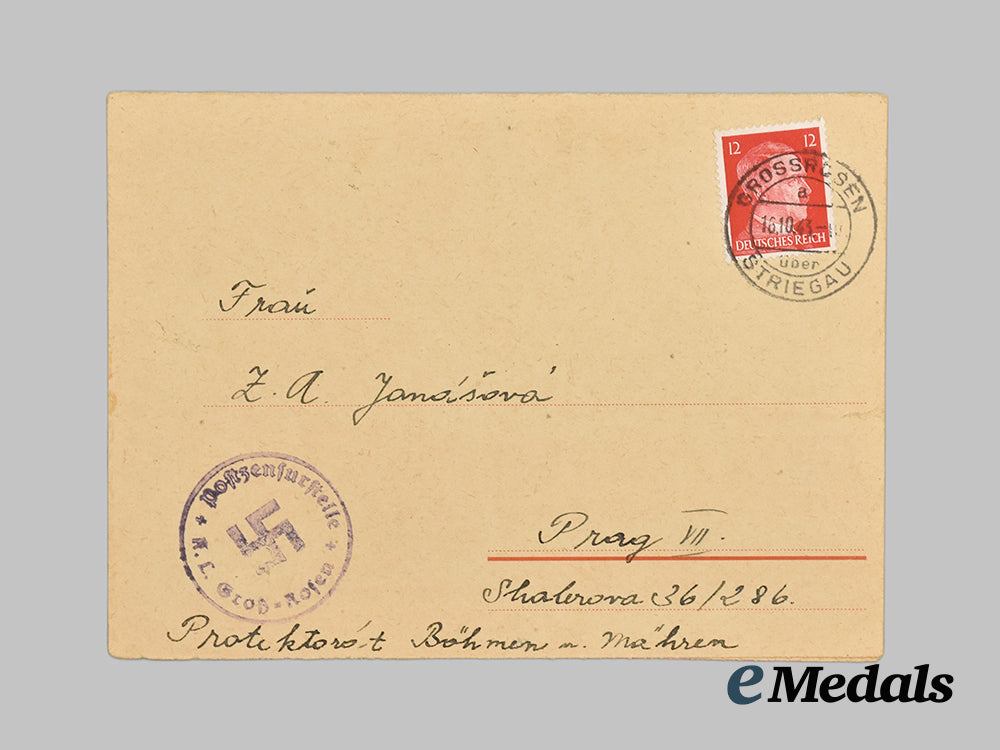 12 12
DEUTSCHES REICH
GROSSROSEN
a
16.10.43
über
STRIEGAU
Frau
Z. A. Janášová
Postzensurstelle
K. L. Groß-Rosen
Prag VII.
Skalerova 36/286.
Protektorát Böhmen u. Mähren
eMedals